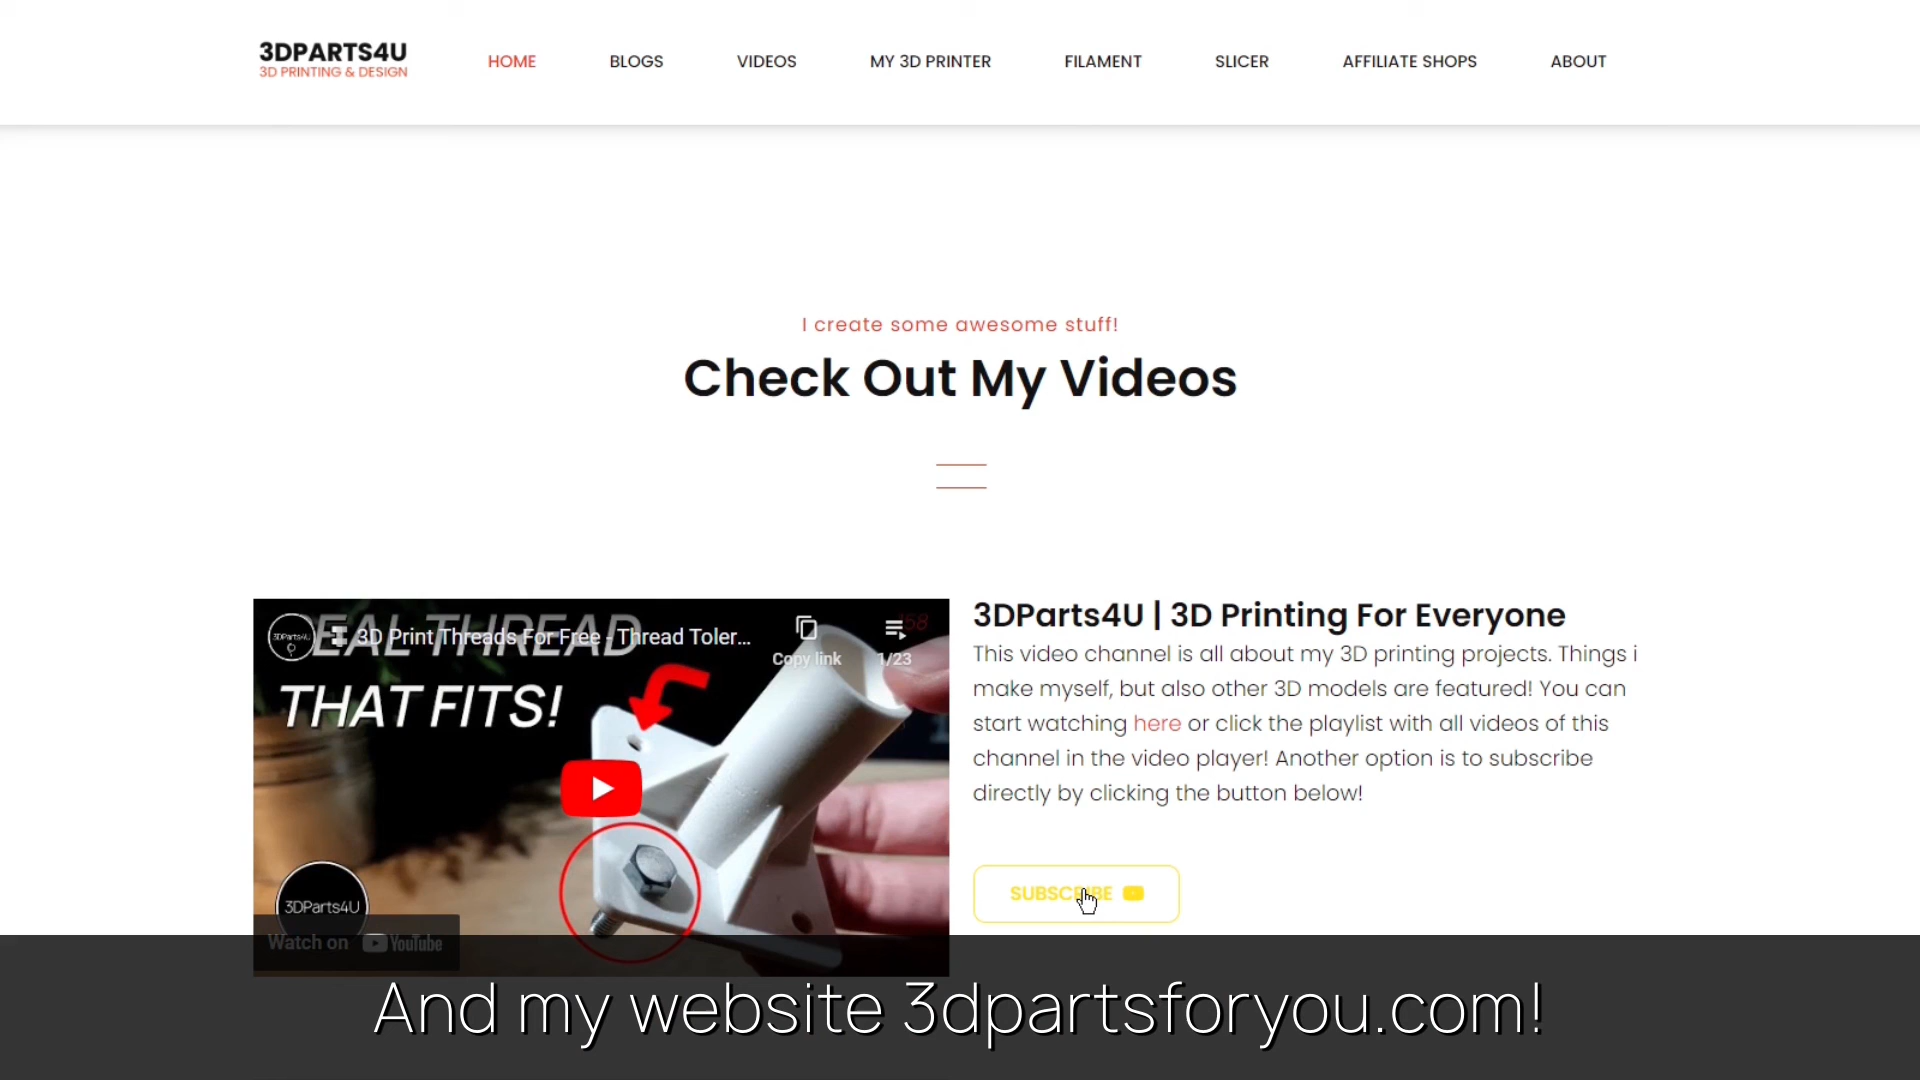 3DPARTS4U
3D PRINTING & DESIGN
HOME
BLOGS
VIDEOS
MY 3D PRINTER
FILAMENT
SLICER
AFFILIATE SHOPS
ABOUT
I create some awesome stuff!
Check Out My Videos
3DParts4U
3D Print Threads For Free - Thread Toler...
Copy link
1/23
EAL THREAD
THAT FITS!
3DParts4U
Watch on YouTube
3DParts4U | 3D Printing For Everyone
This video channel is all about my 3D printing projects. Things i
make myself, but also other 3D models are featured! You can
start watching here or click the playlist with all videos of this
channel in the video player! Another option is to subscribe
directly by clicking the button below!
SUBSCRIBE
And my website 3dpartsforyou.com!